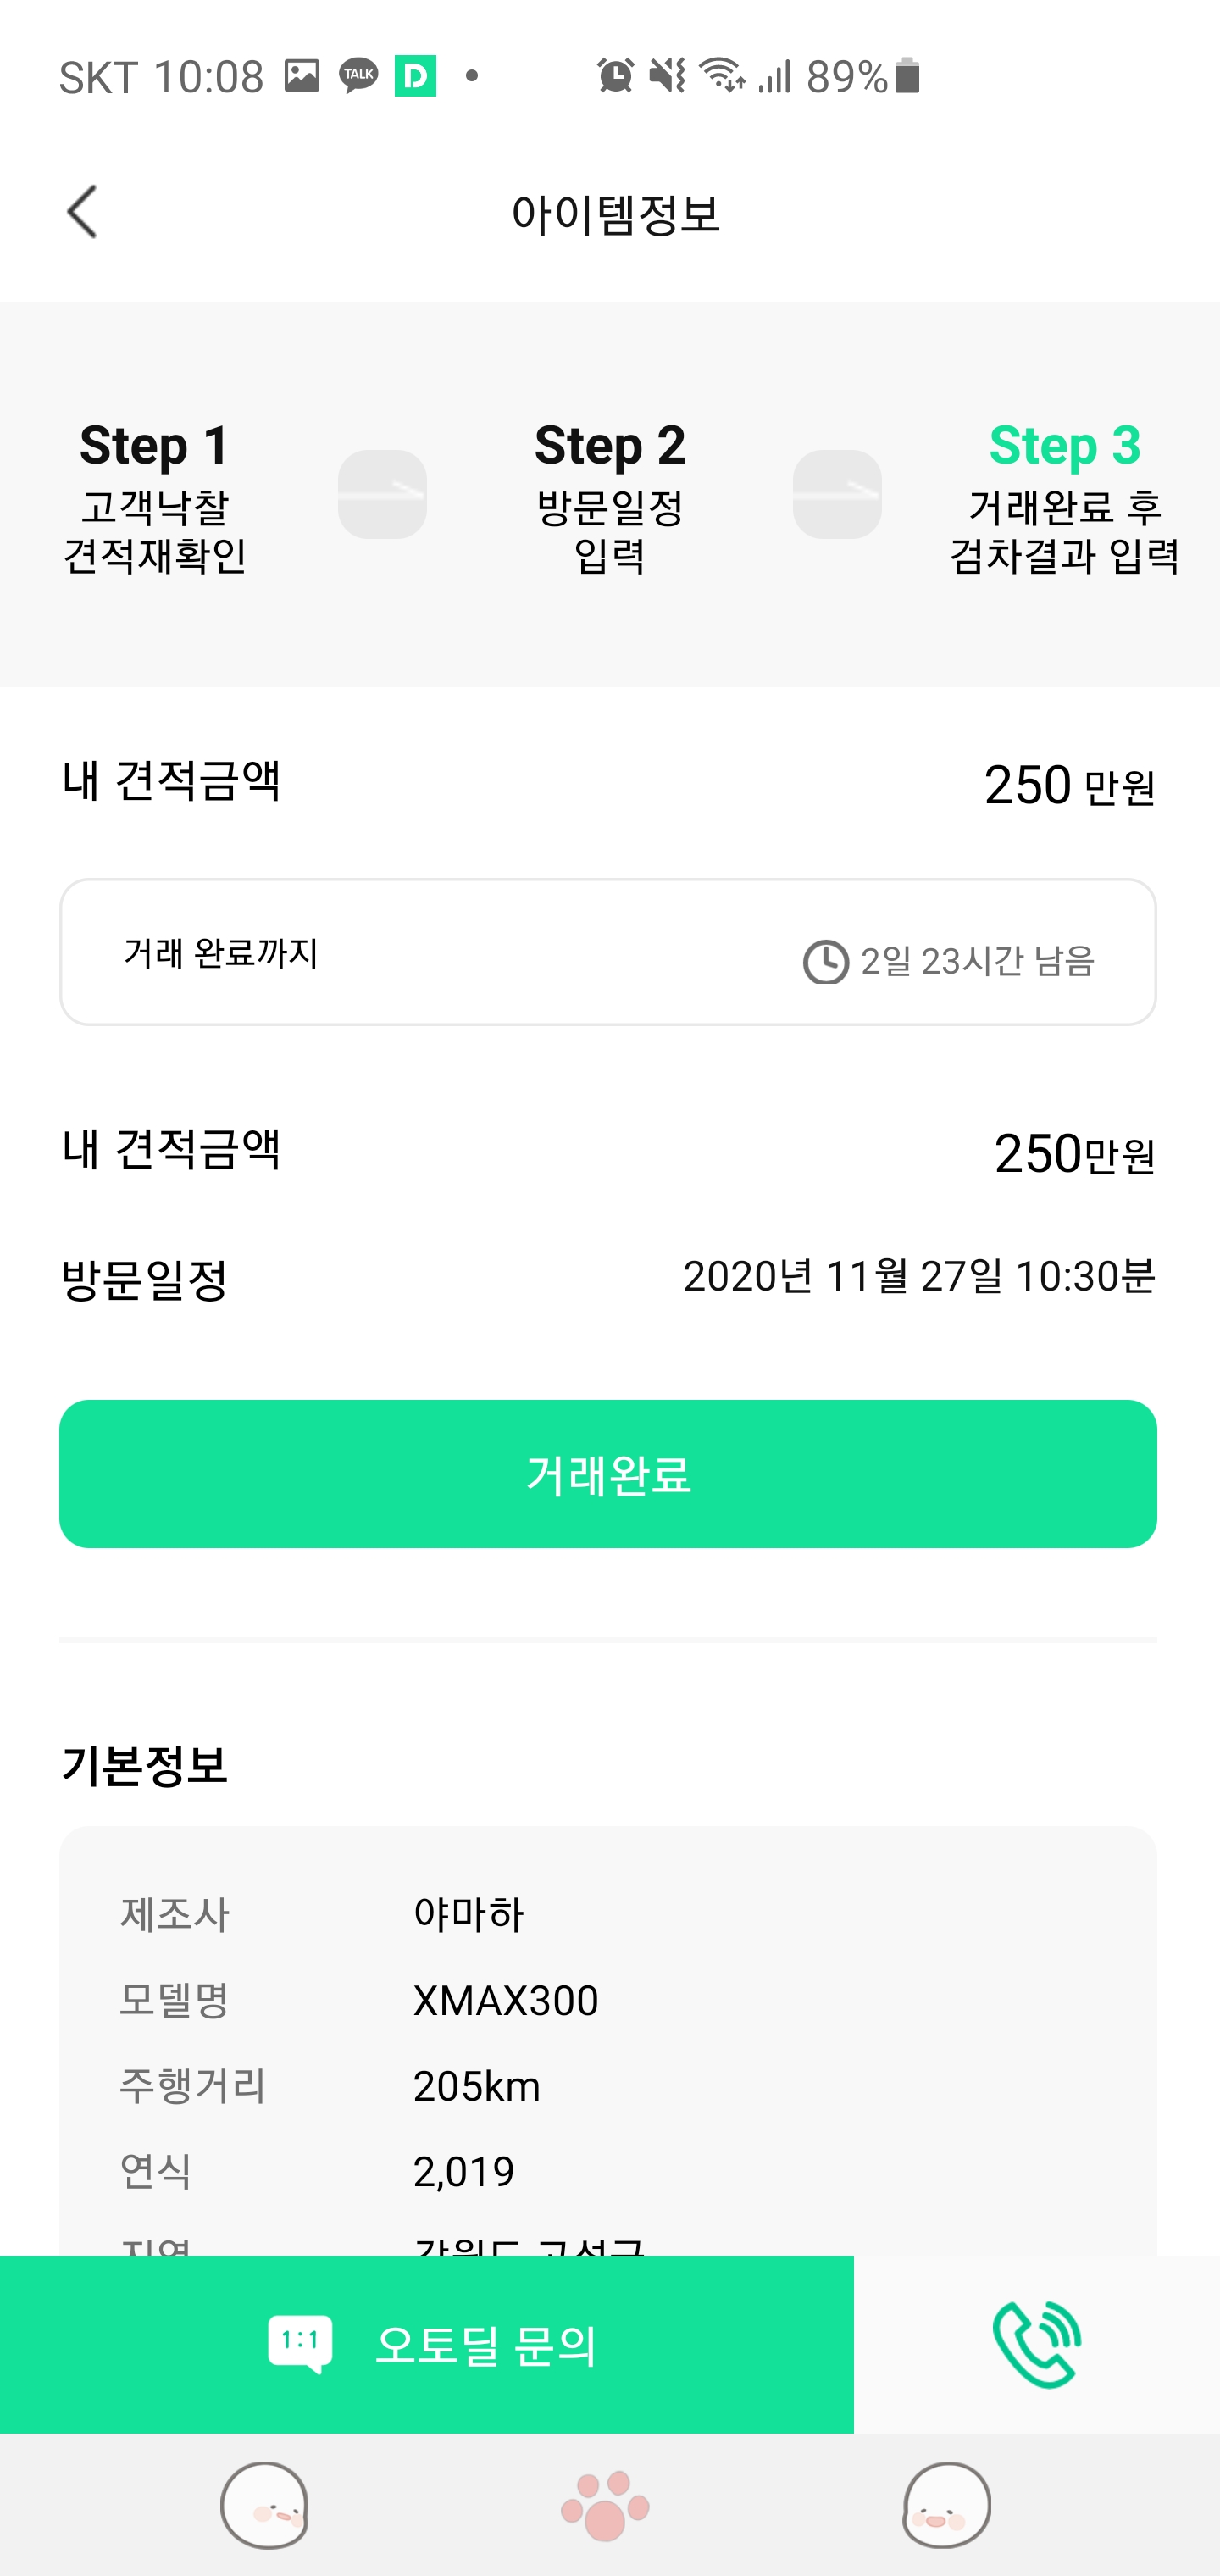 SKT 10:08 TALK D 89%
아이템정보
Step 1
고객낙찰
견적재확인
Step 2
방문일정
입력
Step 3
거래완료 후
검차결과 입력
내 견적금액 250 만원
거래 완료까지 2일 23시간 남음
내 견적금액 250만원
방문일정 2020년 11월 27일 10:30분
거래완료
기본정보
제조사 야마하
모델명 XMAX300
주행거리 205km
연식 2,019
1:1 오토딜 문의